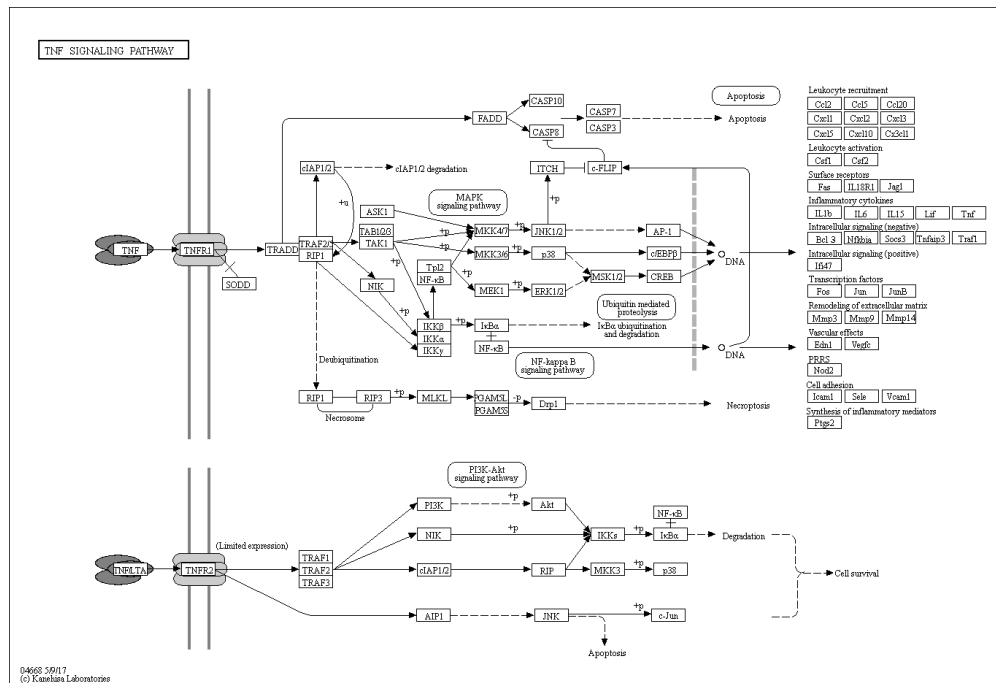 TNF SIGNALING PATHWAY
Apoptosis
CASP10
FADD
CASP7
CASP3
Apoptosis
CASP8
cIAP1/2
cIAP1/2 degradation
ITCH
c-FLIP
+u
+p
MAPK
signaling pathway
ASK1
TAB1/2/3
TAK1
+p
MKK4/7
+p
JNK1/2
AP-1
TNF
TNFR1
TRADD
TRAF2/5
RIP1
+p
MKK3/6
+p
p38
c/EBPβ
DNA
SODD
Tpl2
NF-κB
+p
MSK1/2
CREB
NIK
MEK1
+p
ERK1/2
+p
+p
Ubiquitin mediated
proteolysis
IKKβ
IKKα
IKKγ
+p
IκBα
IκBα ubiquitination
and degradation
NF-κB
DNA
Deubiquitination
NF-kappa B
signaling pathway
RIP1
RIP3
+p
MLKL
PGAM5L
PGAM5S
-p
Drp1
Necroptosis
Necrosome
Leukocyte recruitment
Ccl2 Ccl5 Ccl20
Cxcl1 Cxcl2 Cxcl3
Cxcl5 Cxcl10 Cx3cl1
Leukocyte activation
Csf1 Csf2
Surface receptors
Fas IL18R1 Jag1
Inflammatory cytokines
IL1b IL6 IL15 Lif Tnf
Intracellular signaling (negative)
Bcl 3 Nfkbia Socs3 Tnfaip3 Traf1
Intracellular signaling (positive)
Ifi47
Transcription factors
Fos Jun JunB
Remodeling of extracellular matrix
Mmp3 Mmp9 Mmp14
Vascular effects
Edn1 Vegfc
PRRS
Nod2
Cell adhesion
Icam1 Sele Vcam1
Synthesis of inflammatory mediators
Ptgs2
PI3K-Akt
signaling pathway
PI3K
+p
Akt
NF-κB
NIK
+p
IKKs
+p
IκBα
Degradation
(Limited expression)
TNF/LTA
TNFR2
TRAF1
TRAF2
TRAF3
cIAP1/2
RIP
MKK3
+p
p38
Cell survival
AIP1
JNK
+p
c-Jun
Apoptosis
04668 5/9/17
(c) Kanehisa Laboratories